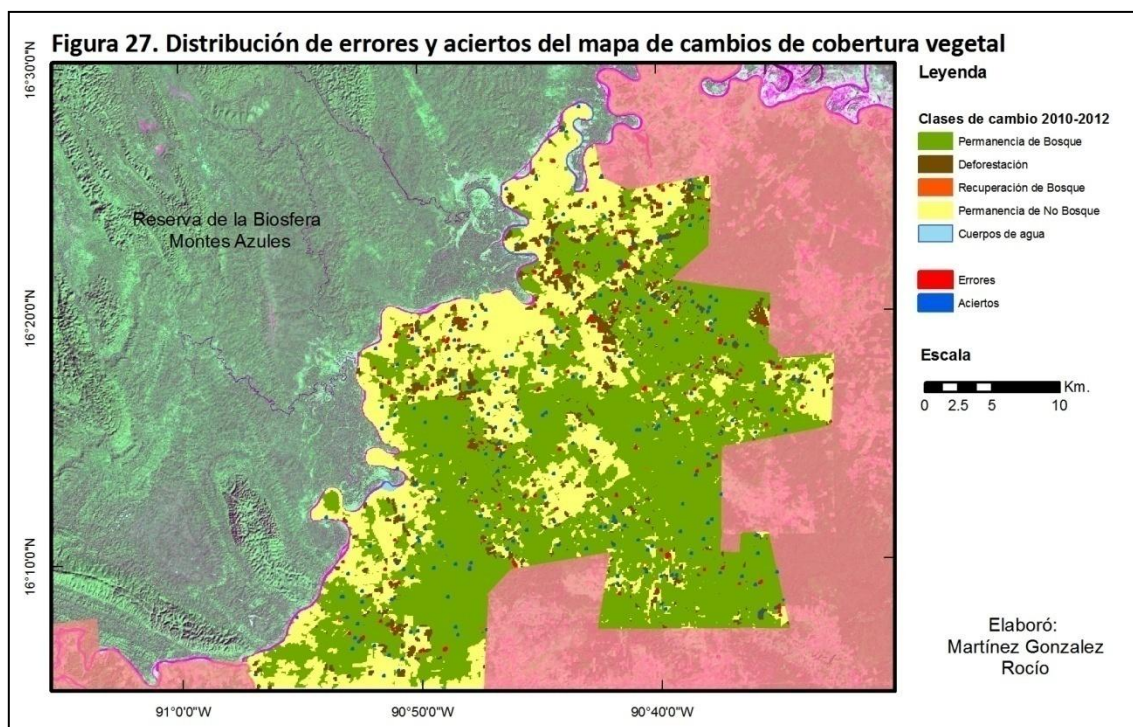 Figura 27. Distribución de errores y aciertos del mapa de cambios de cobertura vegetal
16°30'0"N
16°20'0"N
16°10'0"N
Reserva de la Biosfera
Montes Azules
91°0'0"W
90°50'0"W
90°40'0"W
Leyenda
Clases de cambio 2010-2012
Permanencia de Bosque
Deforestación
Recuperación de Bosque
Permanencia de No Bosque
Cuerpos de agua
Errores
Aciertos
Escala
Km.
0 2.5 5 10
Elaboró:
Martínez Gonzalez
Rocío